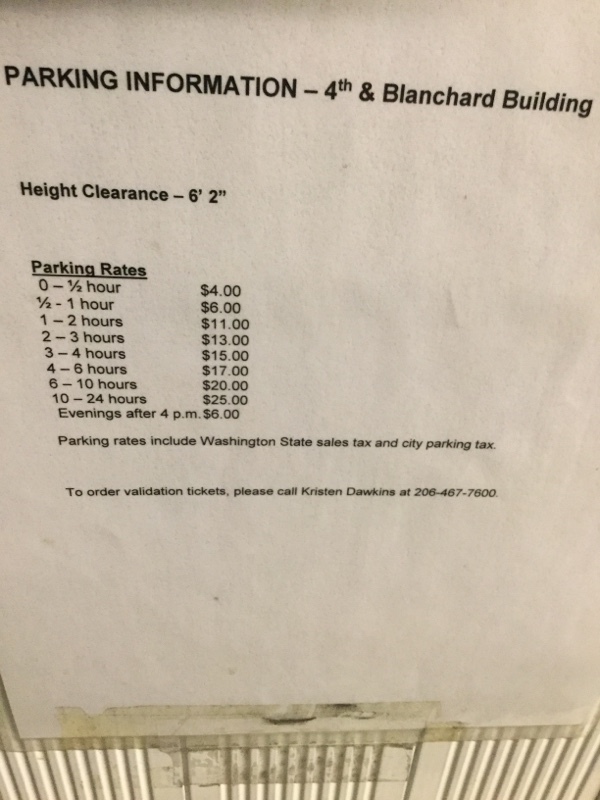 PARKING INFORMATION – 4th & Blanchard Building
Height Clearance – 6' 2"
Parking Rates
0 – ½ hour $4.00
½ - 1 hour $6.00
1 – 2 hours $11.00
2 – 3 hours $13.00
3 – 4 hours $15.00
4 – 6 hours $17.00
6 – 10 hours $20.00
10 – 24 hours $25.00
Evenings after 4 p.m. $6.00
Parking rates include Washington State sales tax and city parking tax.
To order validation tickets, please call Kristen Dawkins at 206-467-7600.